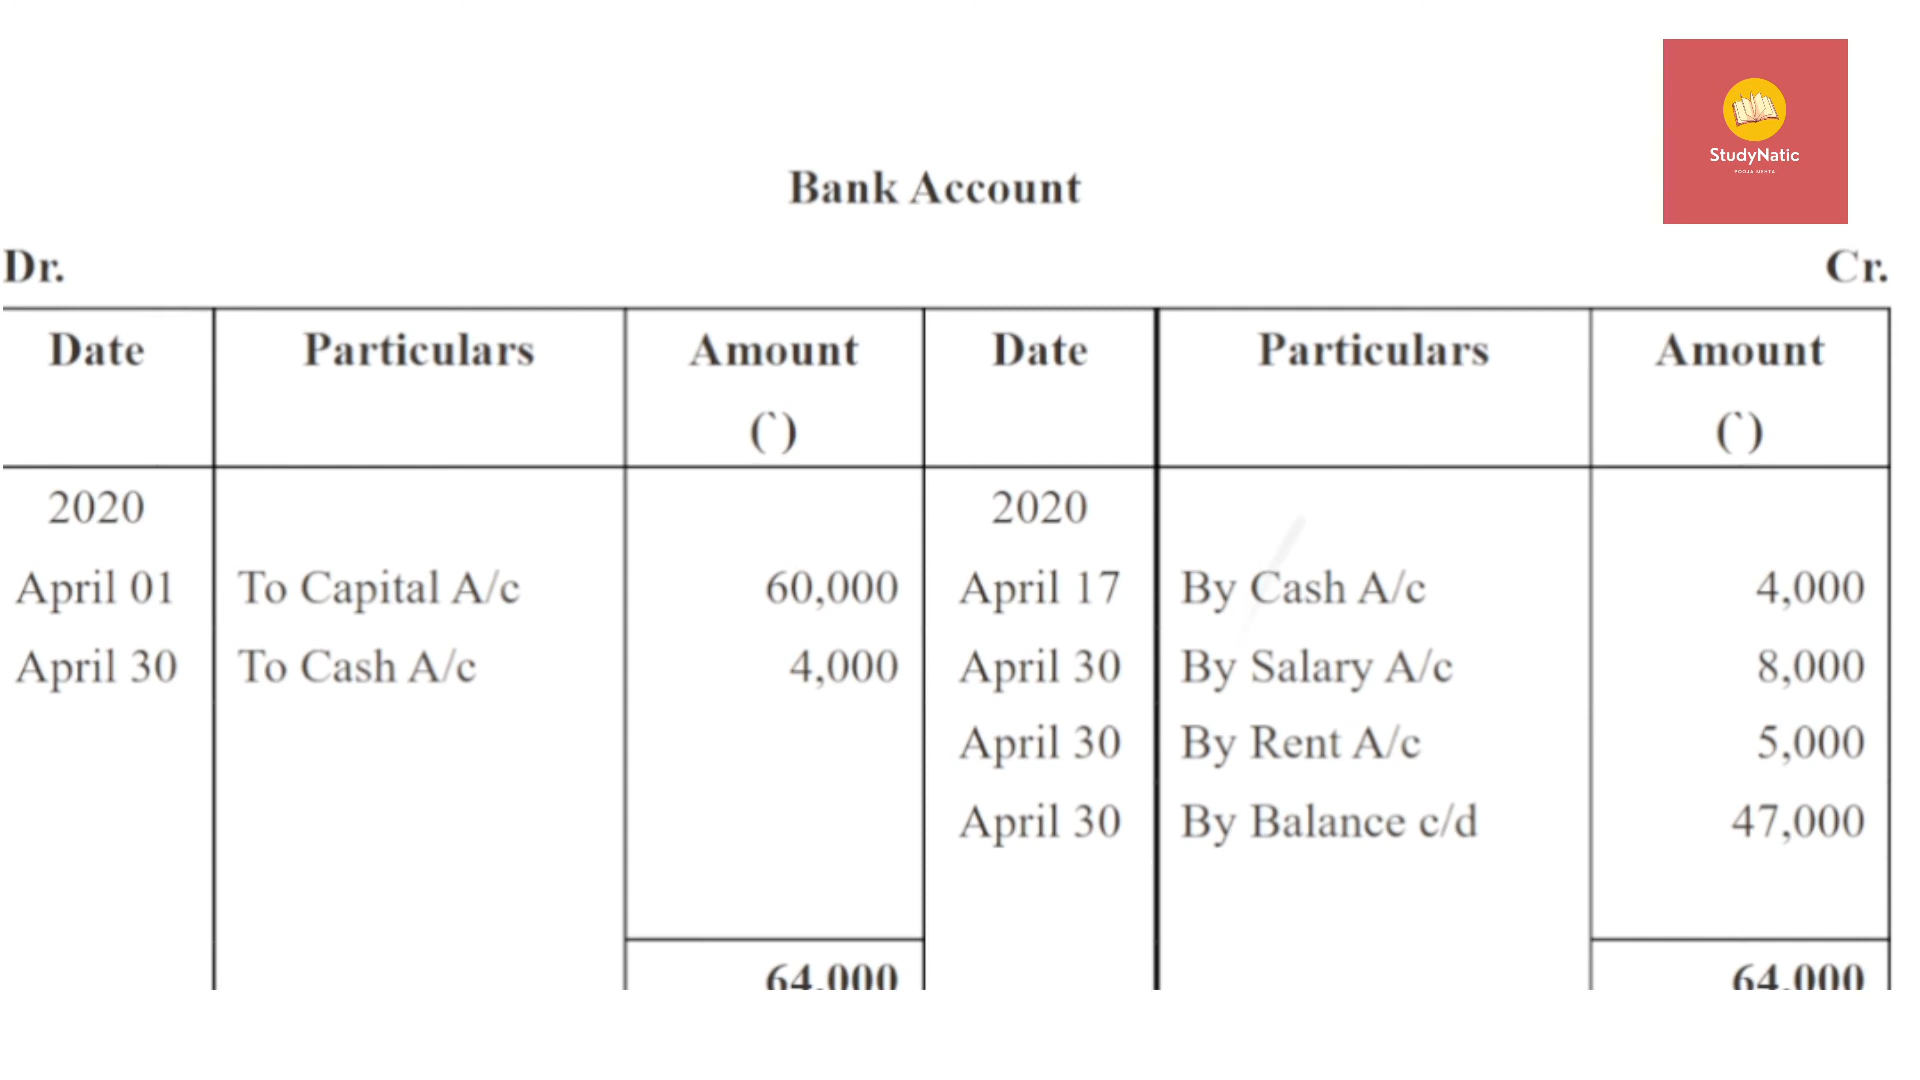 StudyNatic
POOJA MEHTA
Bank Account
Dr. Cr.
Date Particulars Amount Date Particulars Amount
(`) (`)
2020 2020
April 01 To Capital A/c 60,000 April 17 By Cash A/c 4,000
April 30 To Cash A/c 4,000 April 30 By Salary A/c 8,000
April 30 By Rent A/c 5,000
April 30 By Balance c/d 47,000
64,000 64,000